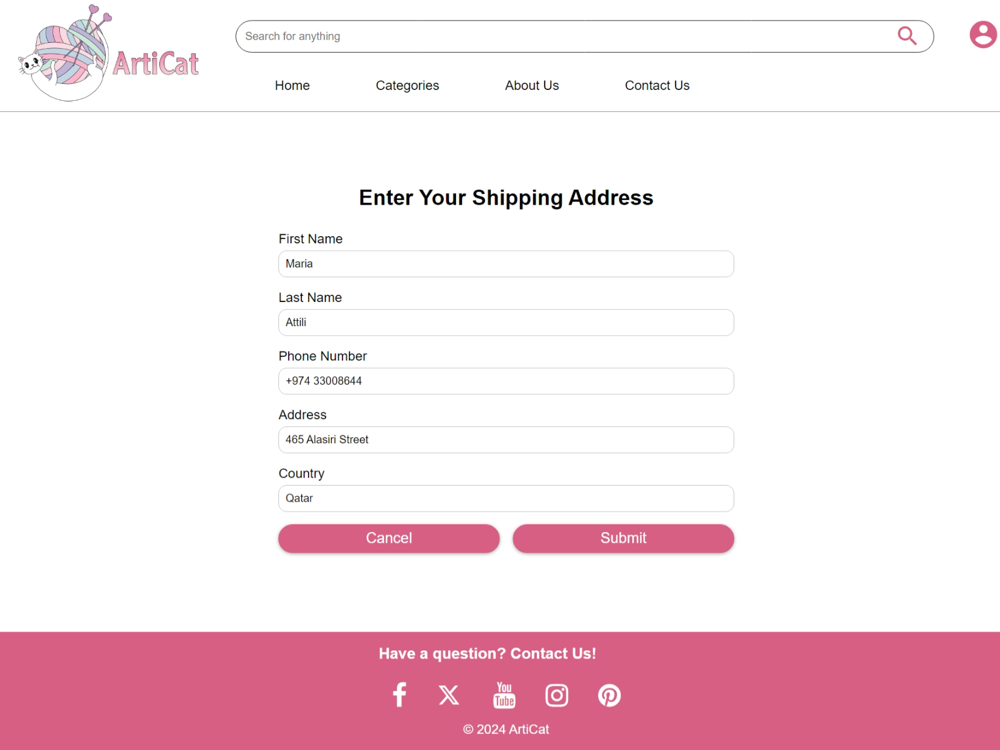 Search for anything
ArtiCat
Home Categories About Us Contact Us
Enter Your Shipping Address
First Name
Maria
Last Name
Attili
Phone Number
+974 33008644
Address
465 Alasiri Street
Country
Qatar
Cancel Submit
Have a question? Contact Us!
You
Tube
© 2024 ArtiCat